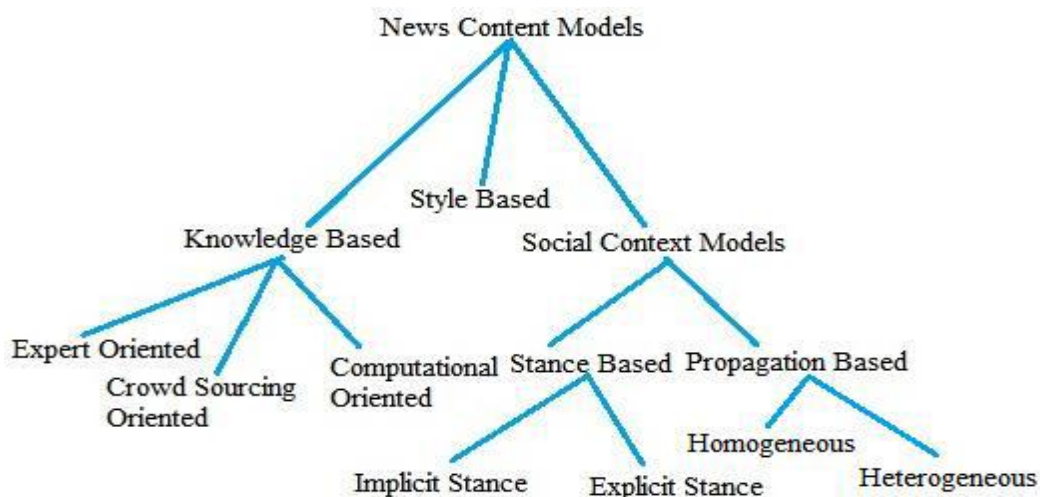 News Content Models
Style Based
Knowledge Based
Social Context Models
Expert Oriented
Crowd Sourcing
Oriented
Computational
Oriented
Stance Based
Propagation Based
Implicit Stance
Explicit Stance
Homogeneous
Heterogeneous